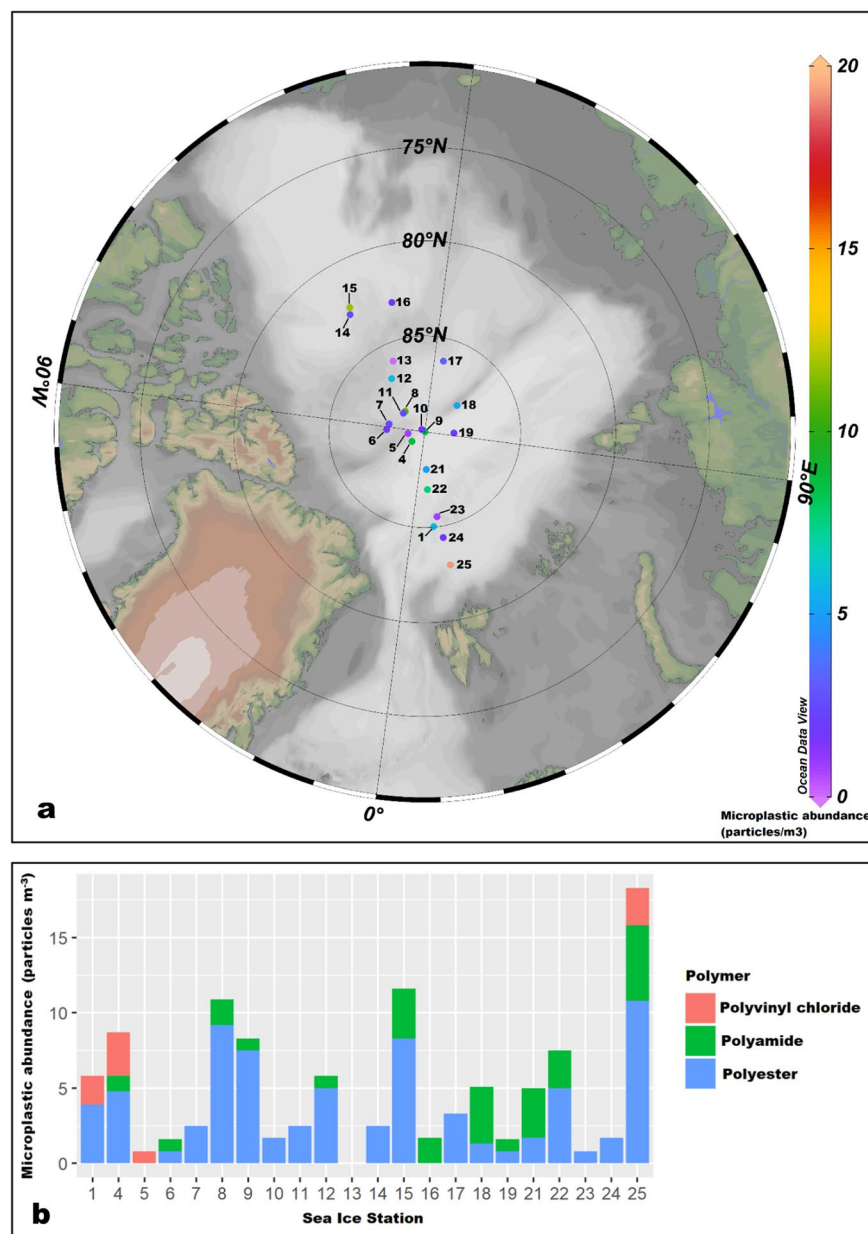 20
75°N
80°N
15
15
16
14
85°N
13
17
12
90°W
11
8
18
7
10
9
10
6
5
19
4
90°E
21
22
5
23
1
24
25
Ocean Data View
0
a
0°
Microplastic abundance
(particles/m3)
Microplastic abundance (particles m⁻³)
15
10
5
0
1 4 5 6 7 8 9 10 11 12 13 14 15 16 17 18 19 21 22 23 24 25
Sea Ice Station
b
Polymer
Polyvinyl chloride
Polyamide
Polyester